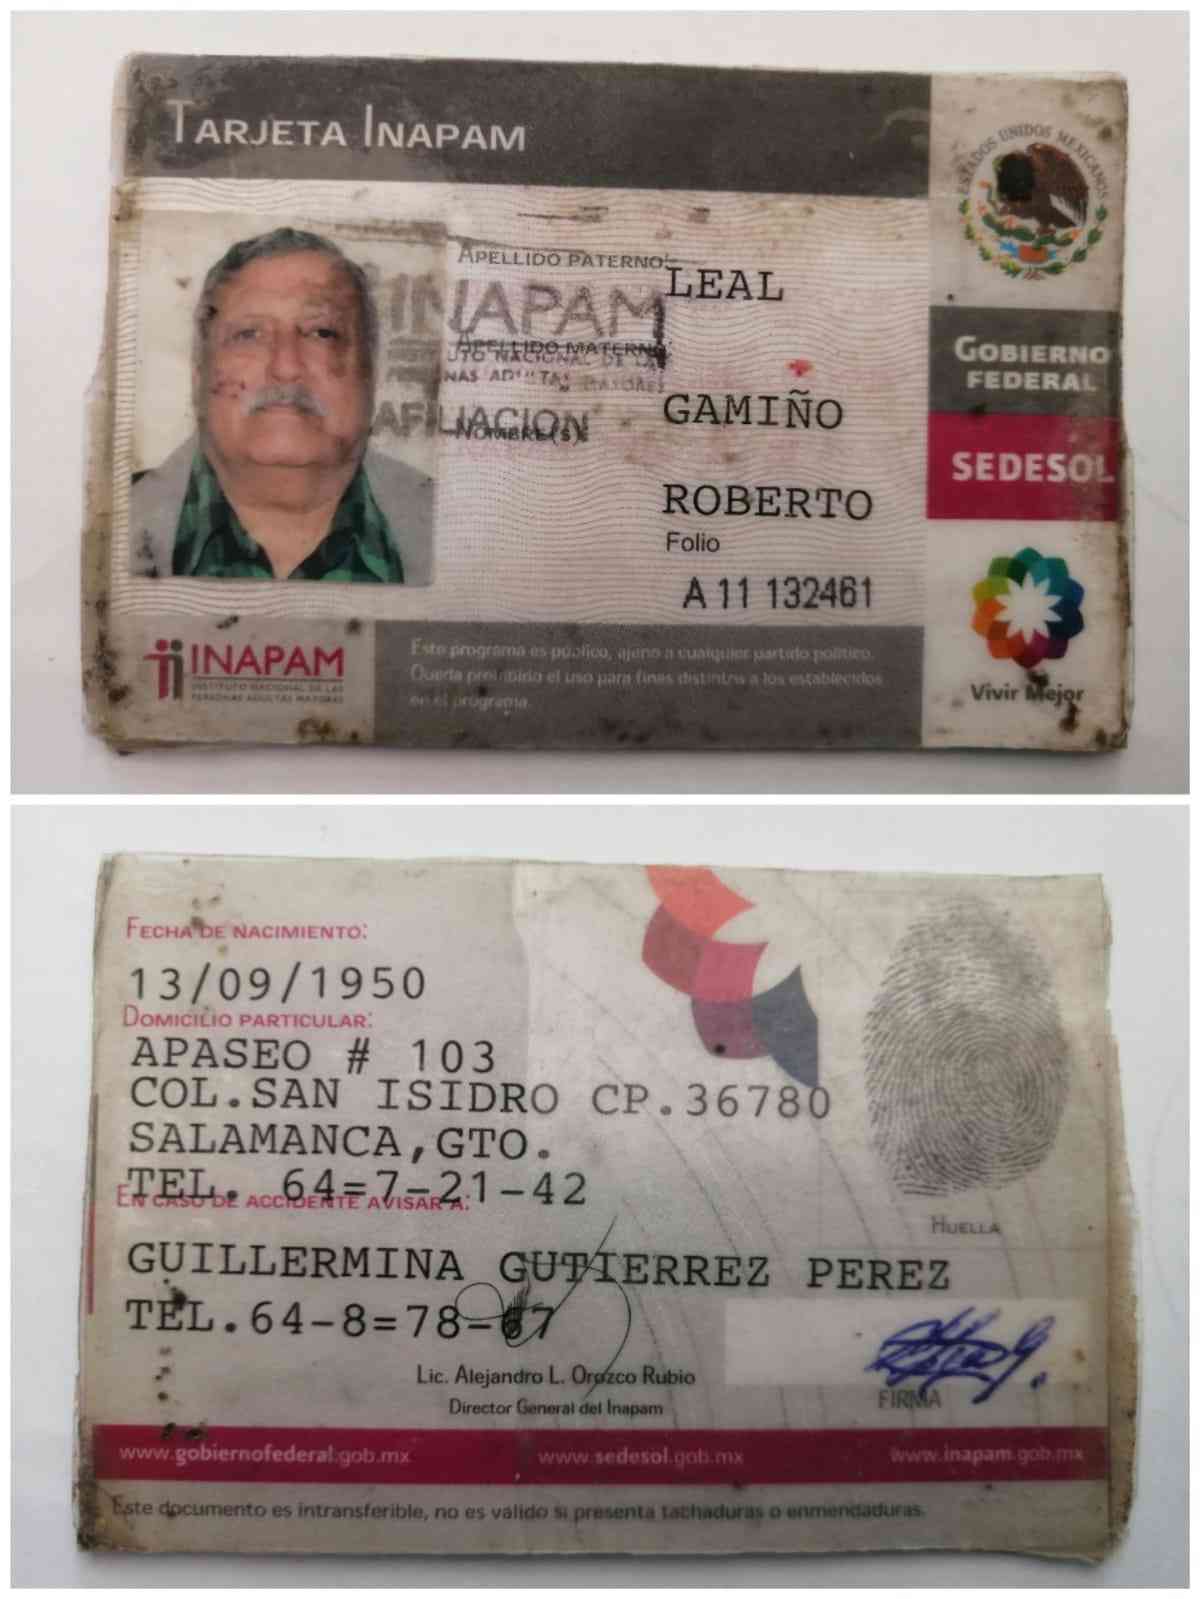 TARJETA INAPAM
ESTADOS UNIDOS MEXICANOS
APELLIDO PATERNO
LEAL
INAPAM
APELLIDO MATERNO
GAMIÑO
AFILIACION
NOMBRE(S)
ROBERTO
Folio
A 11 132461
GOBIERNO
FEDERAL
SEDESOL
Vivir Mejor
INAPAM
INSTITUTO NACIONAL DE LAS
PERSONAS ADULTAS MAYORES
Este programa es público, ajeno a cualquier partido político.
Queda prohibido el uso para fines distintos a los establecidos
en el programa.
FECHA DE NACIMIENTO:
13/09/1950
DOMICILIO PARTICULAR:
APASEO # 103
COL.SAN ISIDRO CP.36780
SALAMANCA,GTO.
TEL. 64=7-21-42
EN CASO DE ACCIDENTE AVISAR A:
HUELLA
GUILLERMINA GUTIERREZ PEREZ
TEL.64-8=78-67
Lic. Alejandro L. Orozco Rubio
Director General del Inapam
FIRMA
www.gobiernofederal.gob.mx
www.sedesol.gob.mx
www.inapam.gob.mx
Este documento es intransferible, no es válido si presenta tachaduras o enmendaduras.